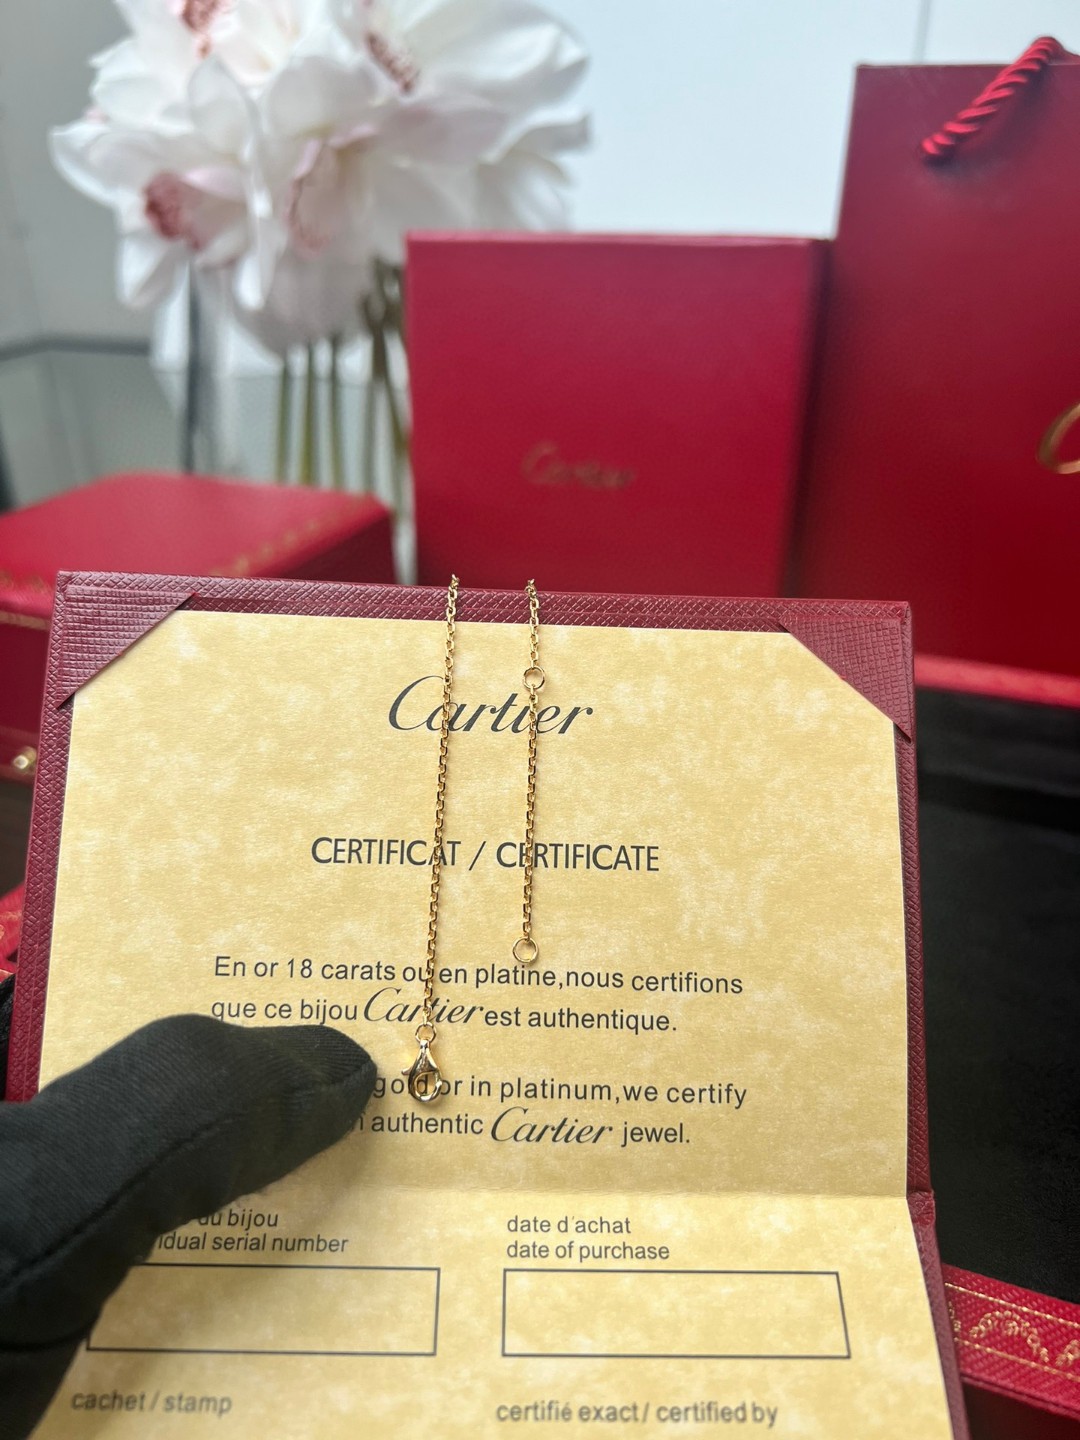 Cartier
Cartier
CERTIFICAT / CERTIFICATE
En or 18 carats ou en platine,nous certifions
que ce bijou Cartier est authentique.
gold or in platinum,we certify
authentic Cartier jewel.
du bijou
date d'achat
serial number
date of purchase
cachet / stamp
certifié exact / certified by